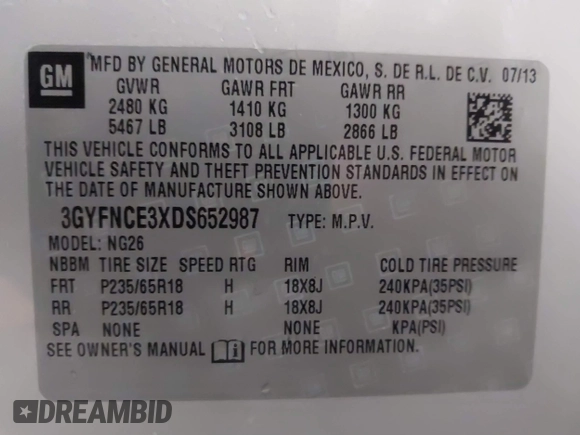 GM
MFD BY GENERAL MOTORS DE MEXICO, S. DE R.L. DE C.V. 07/13
GVWR GAWR FRT GAWR RR
2480 KG 1410 KG 1300 KG
5467 LB 3108 LB 2866 LB
THIS VEHICLE CONFORMS TO ALL APPLICABLE U.S. FEDERAL MOTOR
VEHICLE SAFETY AND THEFT PREVENTION STANDARDS IN EFFECT ON
THE DATE OF MANUFACTURE SHOWN ABOVE.
3GYFNCE3XDS652987 TYPE: M.P.V.
MODEL: NG26
NBBM TIRE SIZE SPEED RTG RIM COLD TIRE PRESSURE
FRT P235/65R18 H 18X8J 240KPA(35PSI)
RR P235/65R18 H 18X8J 240KPA(35PSI)
SPA NONE NONE KPA(PSI)
SEE OWNER'S MANUAL FOR MORE INFORMATION.
DREAMBID